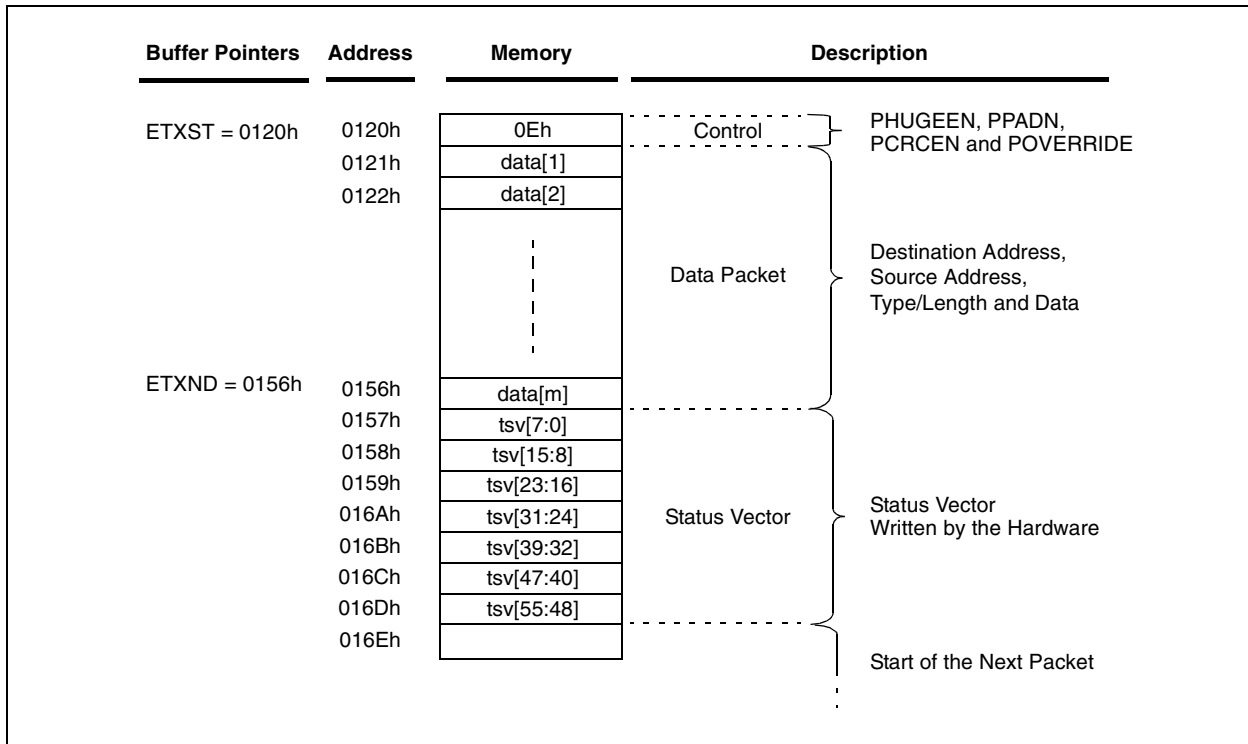 Buffer Pointers Address Memory Description
ETXST = 0120h 0120h 0Eh Control PHUGEEN, PPADN,
PCRCEN and POVERRIDE
0121h data[1]
0122h data[2]
Data Packet Destination Address,
Source Address,
Type/Length and Data
ETXND = 0156h 0156h data[m]
0157h tsv[7:0]
0158h tsv[15:8]
0159h tsv[23:16]
016Ah tsv[31:24] Status Vector Status Vector
Written by the Hardware
016Bh tsv[39:32]
016Ch tsv[47:40]
016Dh tsv[55:48]
016Eh
Start of the Next Packet